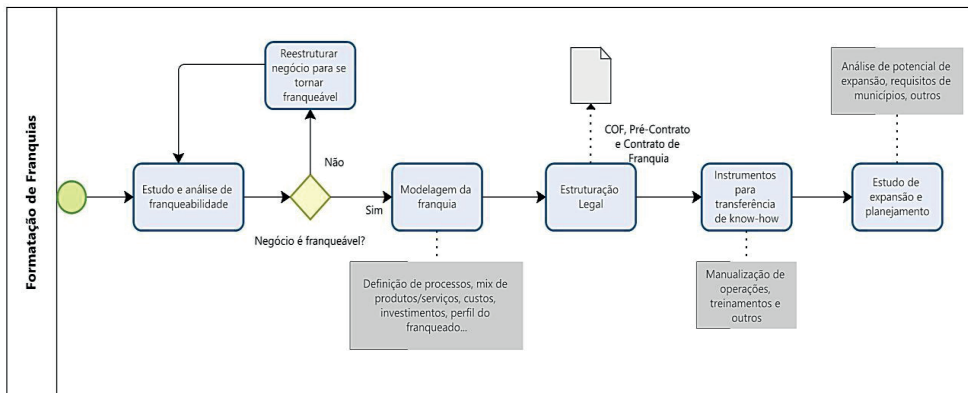 Formatação de Franquias
Reestruturar
negócio para se
tornar
franqueável
Estudo e análise de
franqueabilidade
Não
Sim
Negócio é franqueável?
Modelagem da
franquia
Definição de processos, mix de
produtos/serviços, custos,
investimentos, perfil do
franqueado...
COF, Pré-Contrato
e Contrato de
Franquia
Estruturação
Legal
Instrumentos
para
transferência
de know-how
Manualização de
operações,
treinamentos e
outros
Análise de potencial de
expansão, requisitos de
municípios, outros
Estudo de
expansão e
planejamento